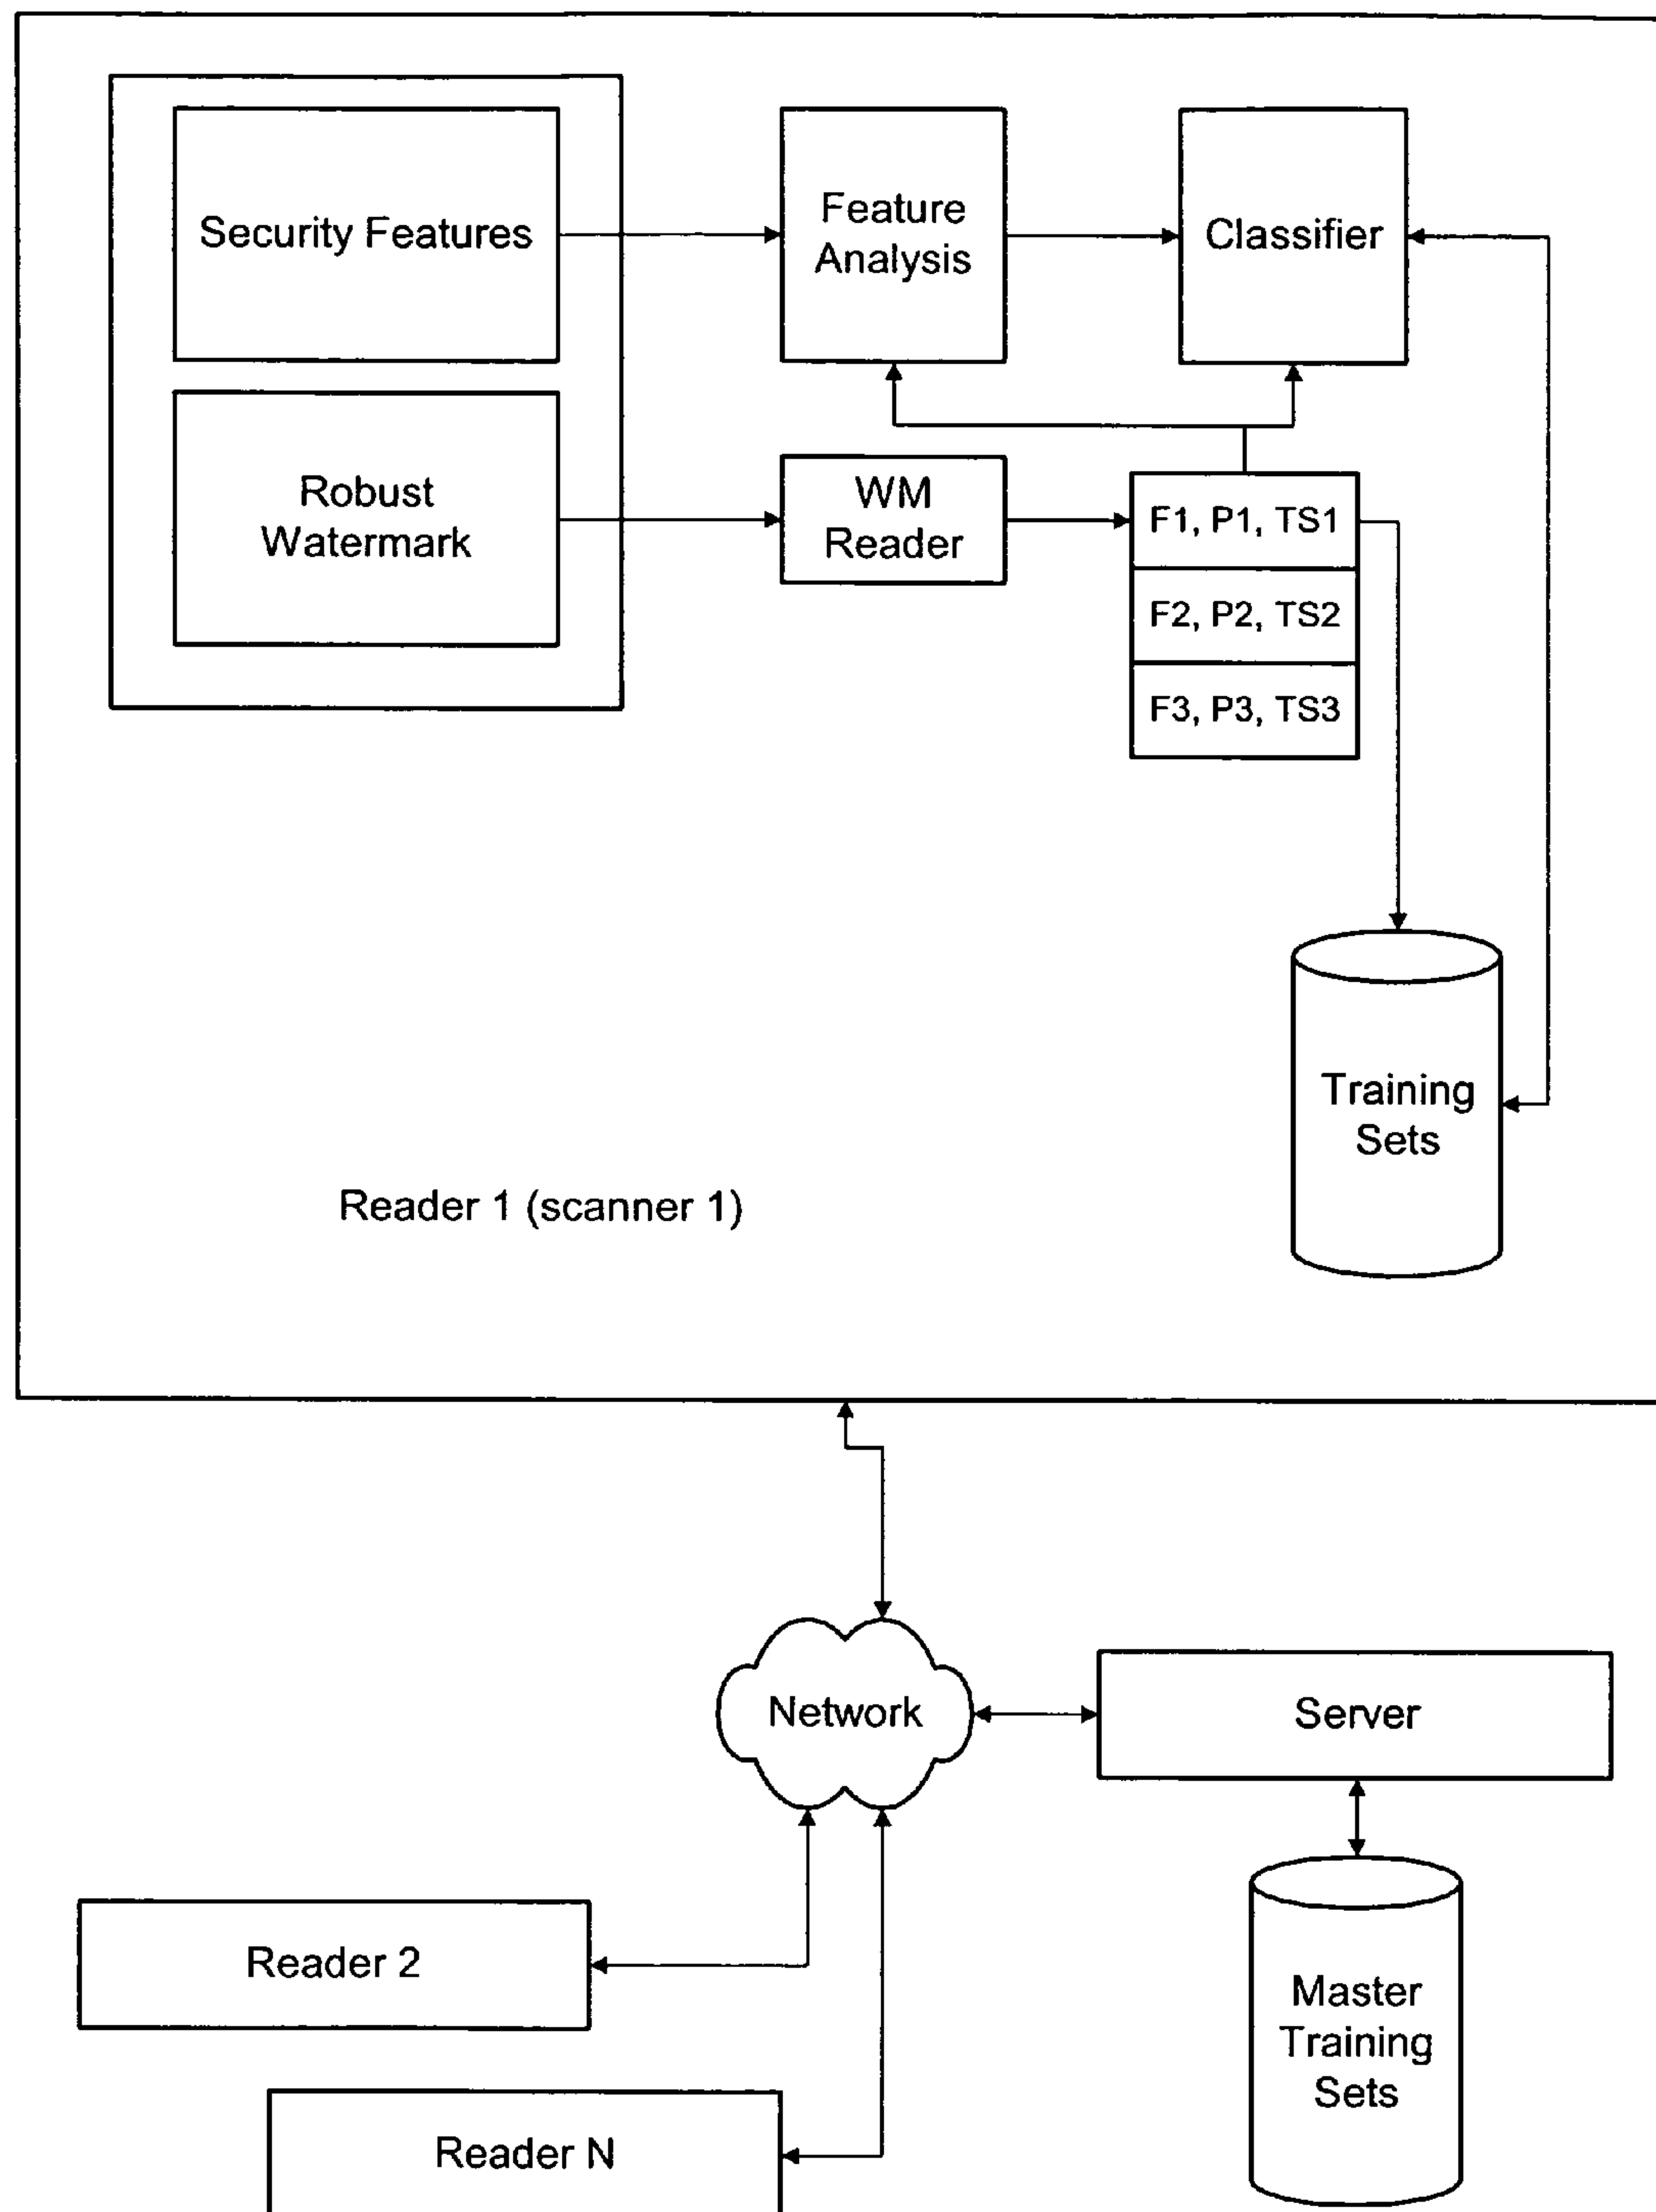 Security Features
Feature
Analysis
Classifier
Robust
Watermark
WM
Reader
F1, P1, TS1
F2, P2, TS2
F3, P3, TS3
Training
Sets
Reader 1 (scanner 1)
Network
Server
Reader 2
Master
Training
Sets
Reader N